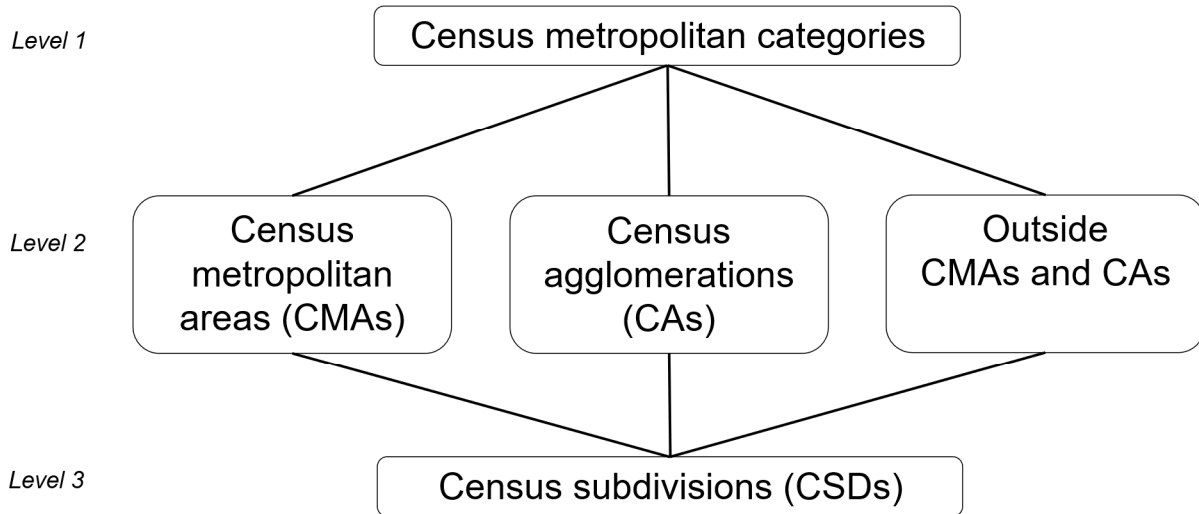 Level 1
Census metropolitan categories
Level 2
Census
metropolitan
areas (CMAs)
Census
agglomerations
(CAs)
Outside
CMAs and CAs
Level 3
Census subdivisions (CSDs)